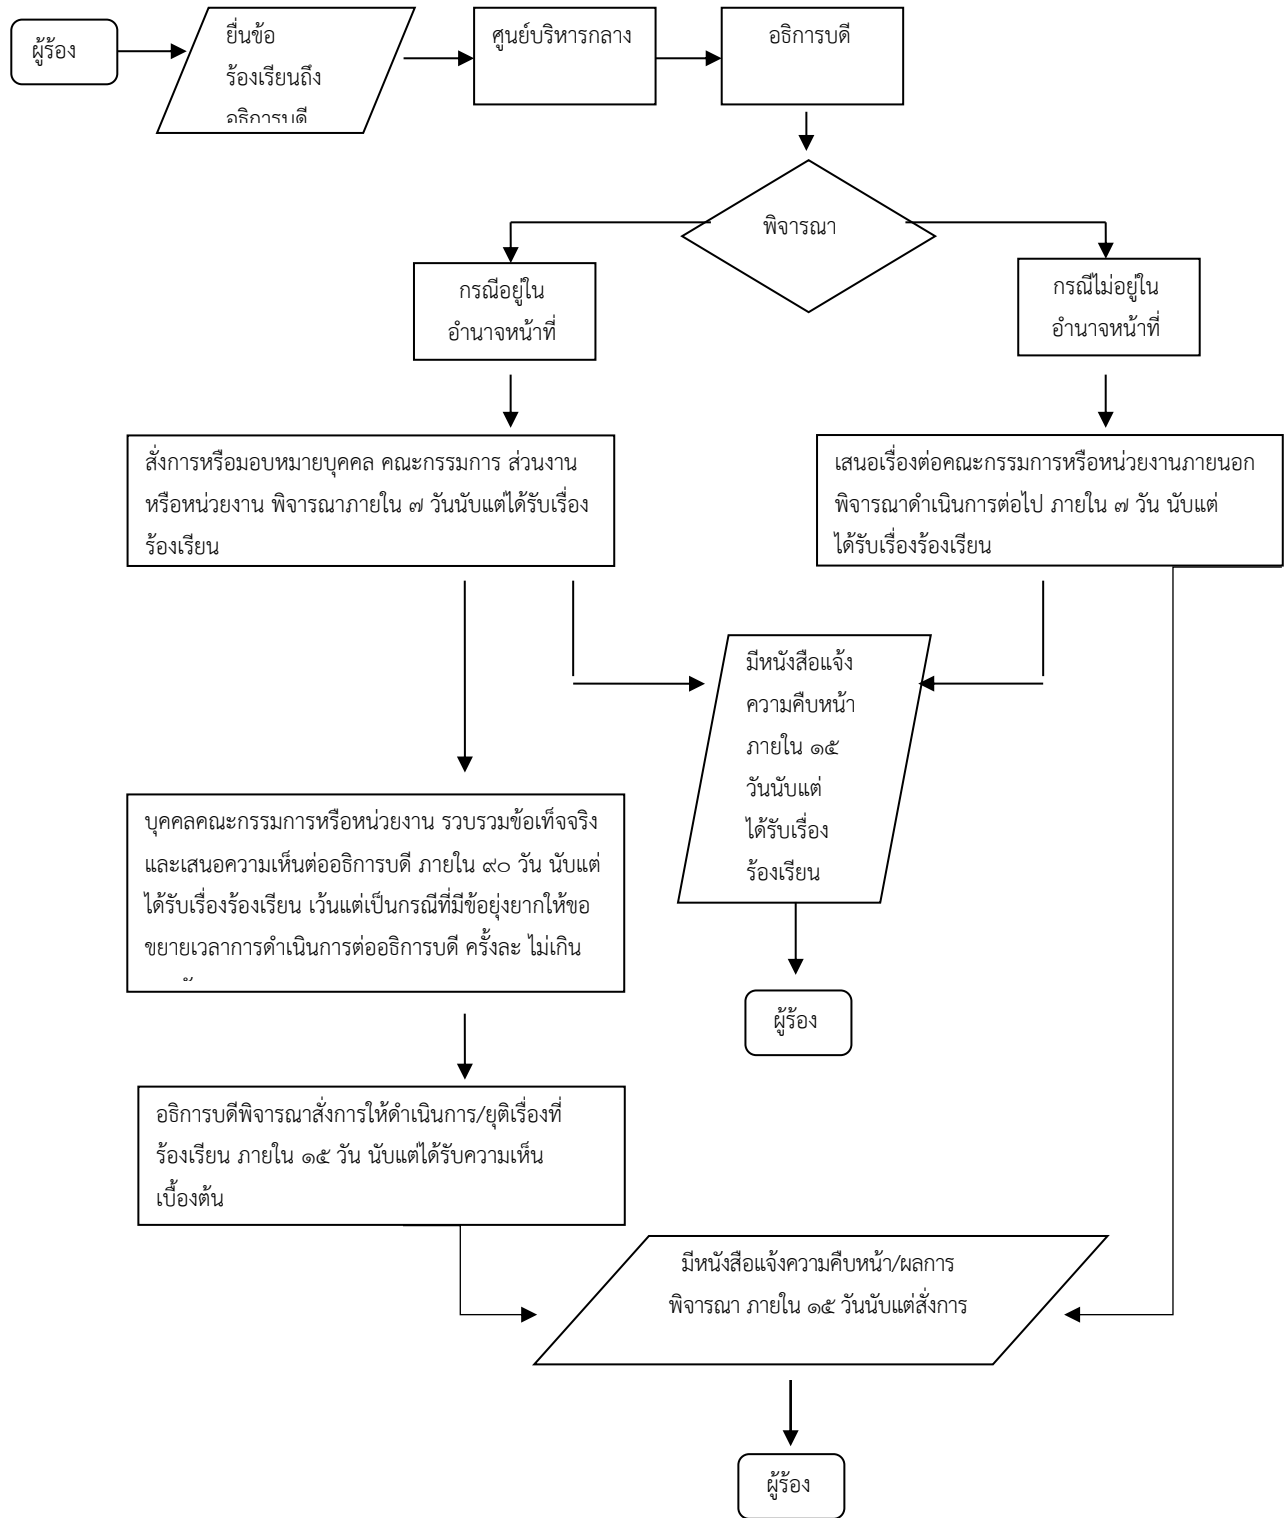 ผู้ร้อง
ยื่นข้อ
ร้องเรียนถึง
อธิการบดี
ศูนย์บริหารกลาง
อธิการบดี
พิจารณา
กรณีอยู่ใน
อำนาจหน้าที่
กรณีไม่อยู่ใน
อำนาจหน้าที่
สั่งการหรือมอบหมายบุคคล คณะกรรมการ ส่วนงาน
หรือหน่วยงาน พิจารณาภายใน ๗ วันนับแต่ได้รับเรื่อง
ร้องเรียน
เสนอเรื่องต่อคณะกรรมการหรือหน่วยงานภายนอก
พิจารณาดำเนินการต่อไป ภายใน ๗ วัน นับแต่
ได้รับเรื่องร้องเรียน
มีหนังสือแจ้ง
ความคืบหน้า
ภายใน ๑๕
วันนับแต่
ได้รับเรื่อง
ร้องเรียน
บุคคลคณะกรรมการหรือหน่วยงาน รวบรวมข้อเท็จจริง
และเสนอความเห็นต่ออธิการบดี ภายใน ๙๐ วัน นับแต่
ได้รับเรื่องร้องเรียน เว้นแต่เป็นกรณีที่มีข้อยุ่งยากให้ขอ
ขยายเวลาการดำเนินการต่ออธิการบดี ครั้งละ ไม่เกิน
ผู้ร้อง
อธิการบดีพิจารณาสั่งการให้ดำเนินการ/ยุติเรื่องที่
ร้องเรียน ภายใน ๑๕ วัน นับแต่ได้รับความเห็น
เบื้องต้น
มีหนังสือแจ้งความคืบหน้า/ผลการ
พิจารณา ภายใน ๑๕ วันนับแต่สั่งการ
ผู้ร้อง